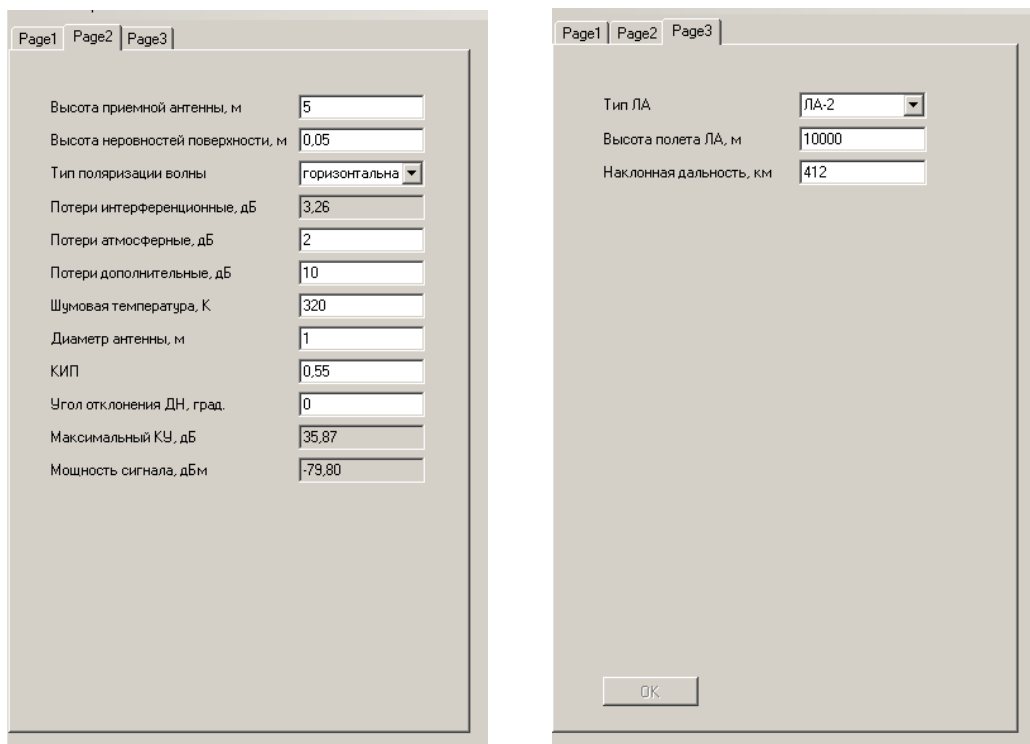 Page1 Page2 Page3
Высота приемной антенны, м 5
Высота неровностей поверхности, м 0,05
Тип поляризации волны горизонтальна
Потери интерференционные, дБ 3,26
Потери атмосферные, дБ 2
Потери дополнительные, дБ 10
Шумовая температура, К 320
Диаметр антенны, м 1
КИП 0,55
Угол отклонения ДН, град. 0
Максимальный КУ, дБ 35,87
Мощность сигнала, дБм -79,80
Page1 Page2 Page3
Тип ЛА ЛА-2
Высота полета ЛА, м 10000
Наклонная дальность, км 412
OK